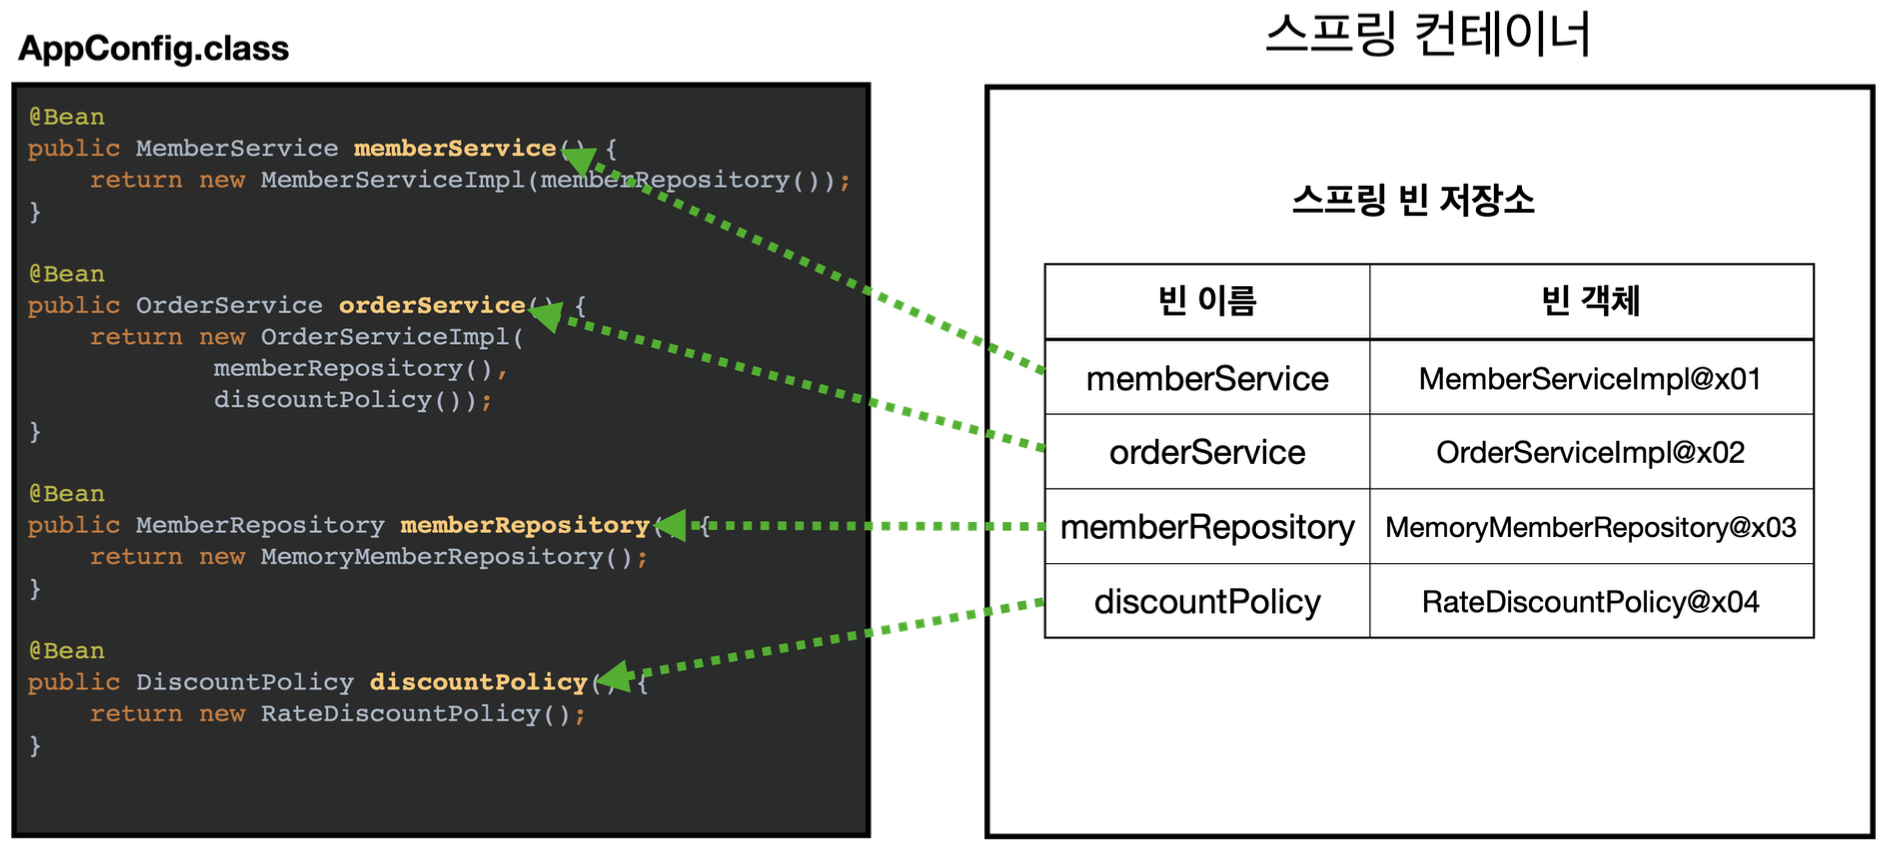 AppConfig.class
@Bean
public MemberService memberService() {
    return new MemberServiceImpl(memberRepository());
}
@Bean
public OrderService orderService() {
    return new OrderServiceImpl(
            memberRepository(),
            discountPolicy());
}
@Bean
public MemberRepository memberRepository() {
    return new MemoryMemberRepository();
}
@Bean
public DiscountPolicy discountPolicy() {
    return new RateDiscountPolicy();
}
스프링 컨테이너
스프링 빈 저장소
빈 이름 빈 객체
memberService MemberServiceImpl@x01
orderService OrderServiceImpl@x02
memberRepository MemoryMemberRepository@x03
discountPolicy RateDiscountPolicy@x04